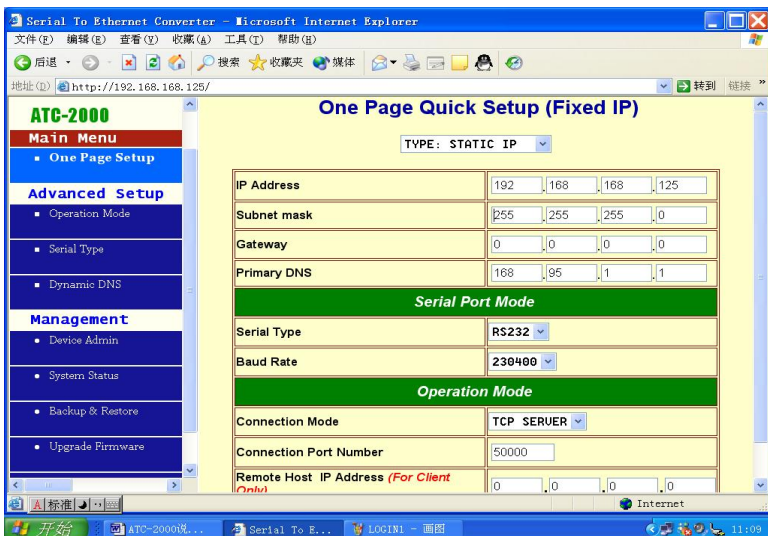 Serial To Ethernet Converter - Microsoft Internet Explorer
文件(F) 编辑(E) 查看(V) 收藏(A) 工具(T) 帮助(H)
后退 搜索 收藏夹 媒体
地址(D) http://192.168.168.125/ 转到 链接 »
ATC-2000
Main Menu
One Page Setup
Advanced Setup
Operation Mode
Serial Type
Dynamic DNS
Management
Device Admin
System Status
Backup & Restore
Upgrade Firmware
One Page Quick Setup (Fixed IP)
TYPE: STATIC IP
IP Address 192 .168 .168 .125
Subnet mask 255 .255 .255 .0
Gateway 0 .0 .0 .0
Primary DNS 168 .95 .1 .1
Serial Port Mode
Serial Type RS232
Baud Rate 230400
Operation Mode
Connection Mode TCP SERVER
Connection Port Number 50000
Remote Host IP Address (For Client Only) 0 .0 .0 .0
A 标准
Internet
开始 ATC-2000说... Serial To E... LOGIN1 - 画图 11:09